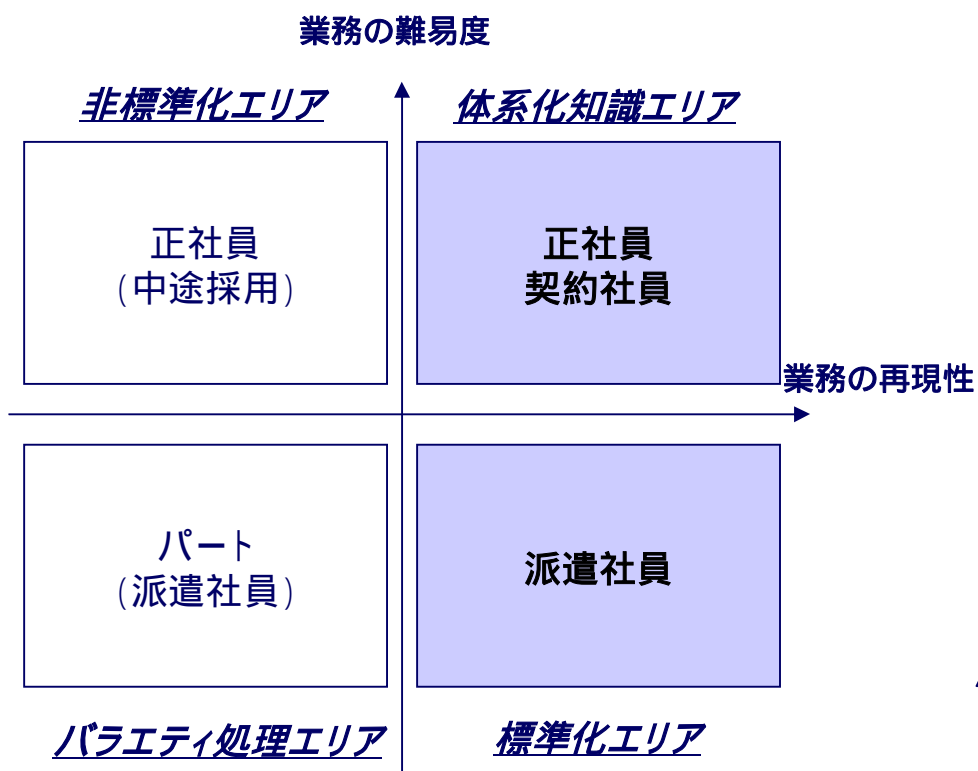 業務の難易度
非標準化エリア
体系化知識エリア
正社員
(中途採用)
正社員
契約社員
業務の再現性
パート
(派遣社員)
派遣社員
バラエティ処理エリア
標準化エリア